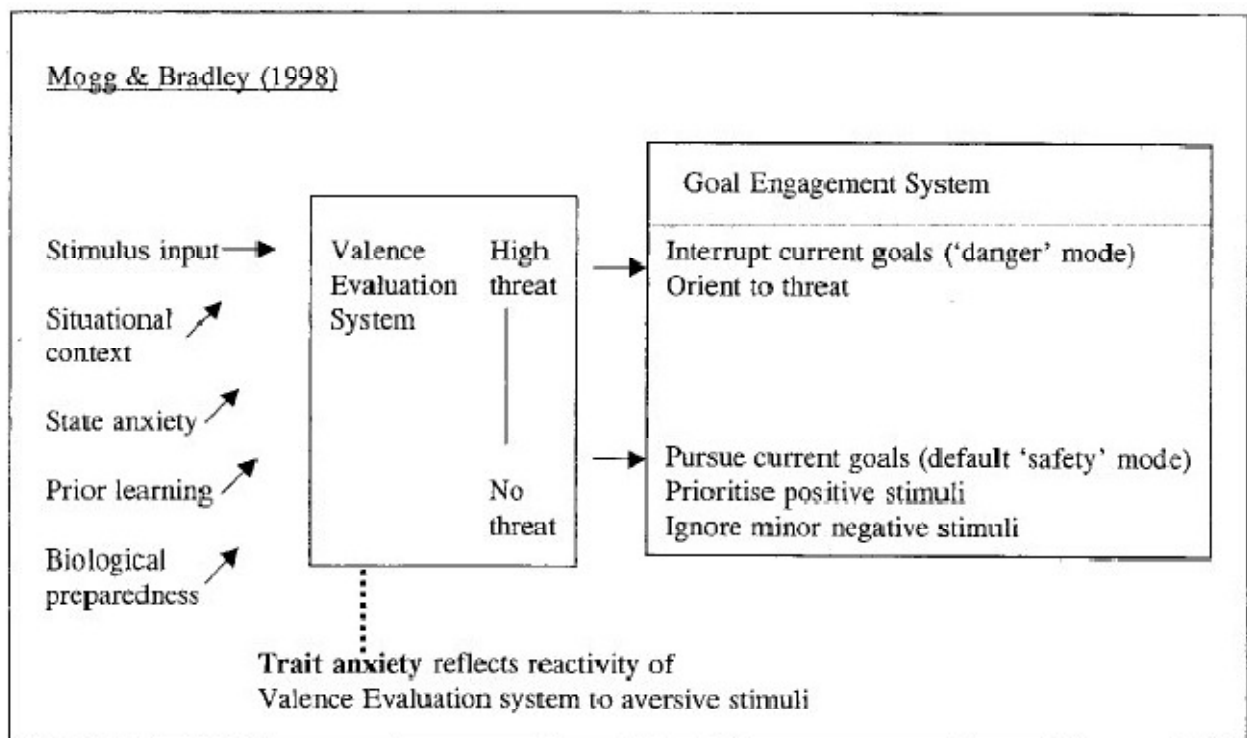 Mogg & Bradley (1998)
Stimulus input
Situational
context
State anxiety
Prior learning
Biological
preparedness
Valence
Evaluation
System
High
threat
No
threat
Goal Engagement System
Interrupt current goals (‘danger’ mode)
Orient to threat
Pursue current goals (default ‘safety’ mode)
Prioritise positive stimuli
Ignore minor negative stimuli
Trait anxiety reflects reactivity of
Valence Evaluation system to aversive stimuli